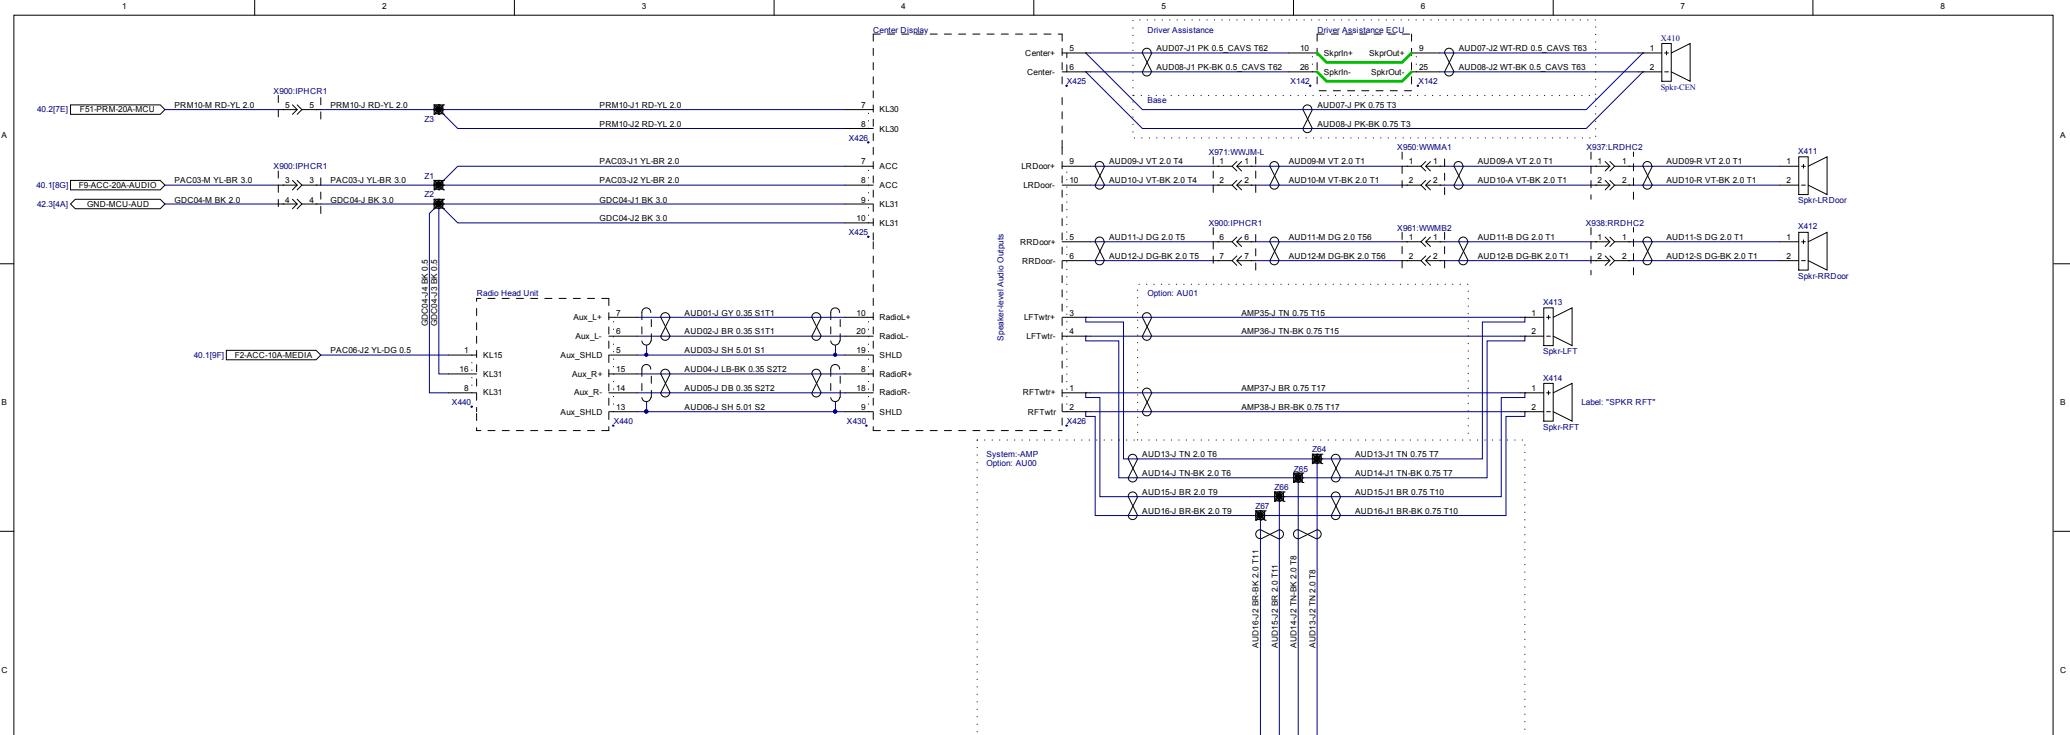 1 2 3 4 5 6 7 8
Center Display
Driver Assistance
Driver Assistance ECU
X410
Center+ 5 AUD07-J1 PK 0.5_CAVS T62 10 SkprIn+ SkprOut+ 9 AUD07-J2 WT-RD 0.5_CAVS T63 1
Center- 6 AUD08-J1 PK-BK 0.5_CAVS T62 26 SpkrIn- SpkrOut- 25 AUD08-J2 WT-BK 0.5_CAVS T63 2
X425 X142 X142 Spkr-CEN
Base
AUD07-J PK 0.75 T3
AUD08-J PK-BK 0.75 T3
X900:IPHCR1
40.2[7E] F51-PRM-20A-MCU PRM10-M RD-YL 2.0 5 5 PRM10-J RD-YL 2.0 PRM10-J1 RD-YL 2.0 7 KL30
Z3
PRM10-J2 RD-YL 2.0 8 KL30
X426
A A
X900:IPHCR1
PAC03-J1 YL-BR 2.0 7 ACC
Z1
40.1[8G] F9-ACC-20A-AUDIO PAC03-M YL-BR 3.0 3 3 PAC03-J YL-BR 3.0 PAC03-J2 YL-BR 2.0 8 ACC
Z2
42.3[4A] GND-MCU-AUD GDC04-M BK 2.0 4 4 GDC04-J BK 3.0 GDC04-J1 BK 3.0 9 KL31
GDC04-J2 BK 3.0 10 KL31
X425
X971:WWJM-L X950:WWMA1 X937:LRDHC2 X411
LRDoor+ 9 AUD09-J VT 2.0 T4 1 1 AUD09-M VT 2.0 T1 1 1 AUD09-A VT 2.0 T1 1 1 AUD09-R VT 2.0 T1 1
LRDoor- 10 AUD10-J VT-BK 2.0 T4 2 2 AUD10-M VT-BK 2.0 T1 2 2 AUD10-A VT-BK 2.0 T1 2 2 AUD10-R VT-BK 2.0 T1 2
Spkr-LRDoor
X900:IPHCR1 X961:WWMB2 X938:RRDHC2 X412
RRDoor+ 5 AUD11-J DG 2.0 T5 6 6 AUD11-M DG 2.0 T56 1 1 AUD11-B DG 2.0 T1 1 1 AUD11-S DG 2.0 T1 1
RRDoor- 6 AUD12-J DG-BK 2.0 T5 7 7 AUD12-M DG-BK 2.0 T56 2 2 AUD12-B DG-BK 2.0 T1 2 2 AUD12-S DG-BK 2.0 T1 2
Spkr-RRDoor
Speaker-level Audio Outputs
GDC04-J4 BK 0.5
GDC04-J3 BK 0.5
Radio Head Unit
Aux_L+ 7 AUD01-J GY 0.35 S1T1 10 RadioL+
Aux_L- 6 AUD02-J BR 0.35 S1T1 20 RadioL-
40.1[9F] F2-ACC-10A-MEDIA PAC06-J2 YL-DG 0.5 1 KL15 Aux_SHLD 5 AUD03-J SH 5.01 S1 19 SHLD
16 KL31 Aux_R+ 15 AUD04-J LB-BK 0.35 S2T2 8 RadioR+
8 KL31 Aux_R- 14 AUD05-J DB 0.35 S2T2 18 RadioR-
X440
Aux_SHLD 13 AUD06-J SH 5.01 S2 9 SHLD
X440 X430
Option: AU01
X413
LFTwtr+ 3 AMP35-J TN 0.75 T15 1
LFTwtr- 4 AMP36-J TN-BK 0.75 T15 2
Spkr-LFT
X414
RFTwtr+ 1 AMP37-J BR 0.75 T17 1
Label: "SPKR RFT"
RFTwtr 2 AMP38-J BR-BK 0.75 T17 2
X426 Spkr-RFT
B B
System:-AMP
Option: AU00
Z64
AUD13-J TN 2.0 T6 AUD13-J1 TN 0.75 T7
Z65
AUD14-J TN-BK 2.0 T6 AUD14-J1 TN-BK 0.75 T7
Z66
AUD15-J BR 2.0 T9 AUD15-J1 BR 0.75 T10
Z67
AUD16-J BR-BK 2.0 T9 AUD16-J1 BR-BK 0.75 T10
AUD16-J2 BR-BK 2.0 T11
AUD15-J2 BR 2.0 T11
AUD14-J2 TN-BK 2.0 T8
AUD13-J2 TN 2.0 T8
C C